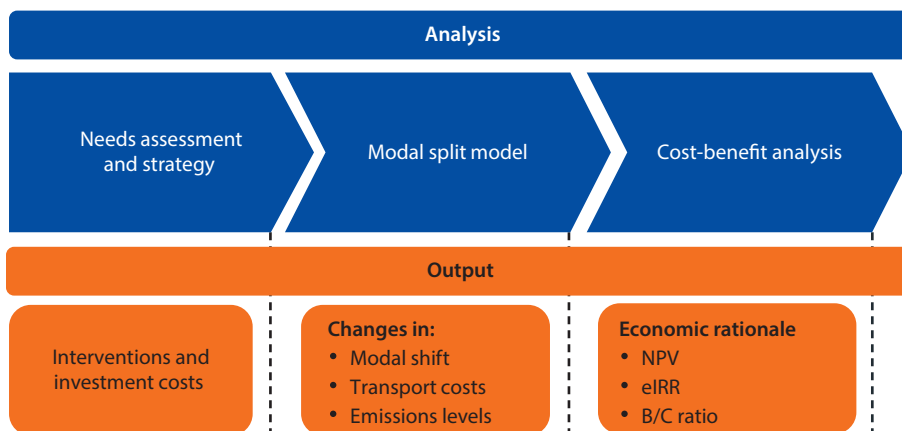 Analysis
Needs assessment
and strategy
Modal split model
Cost-benefit analysis
Output
Interventions and
investment costs
Changes in:
• Modal shift
• Transport costs
• Emissions levels
Economic rationale
• NPV
• eIRR
• B/C ratio